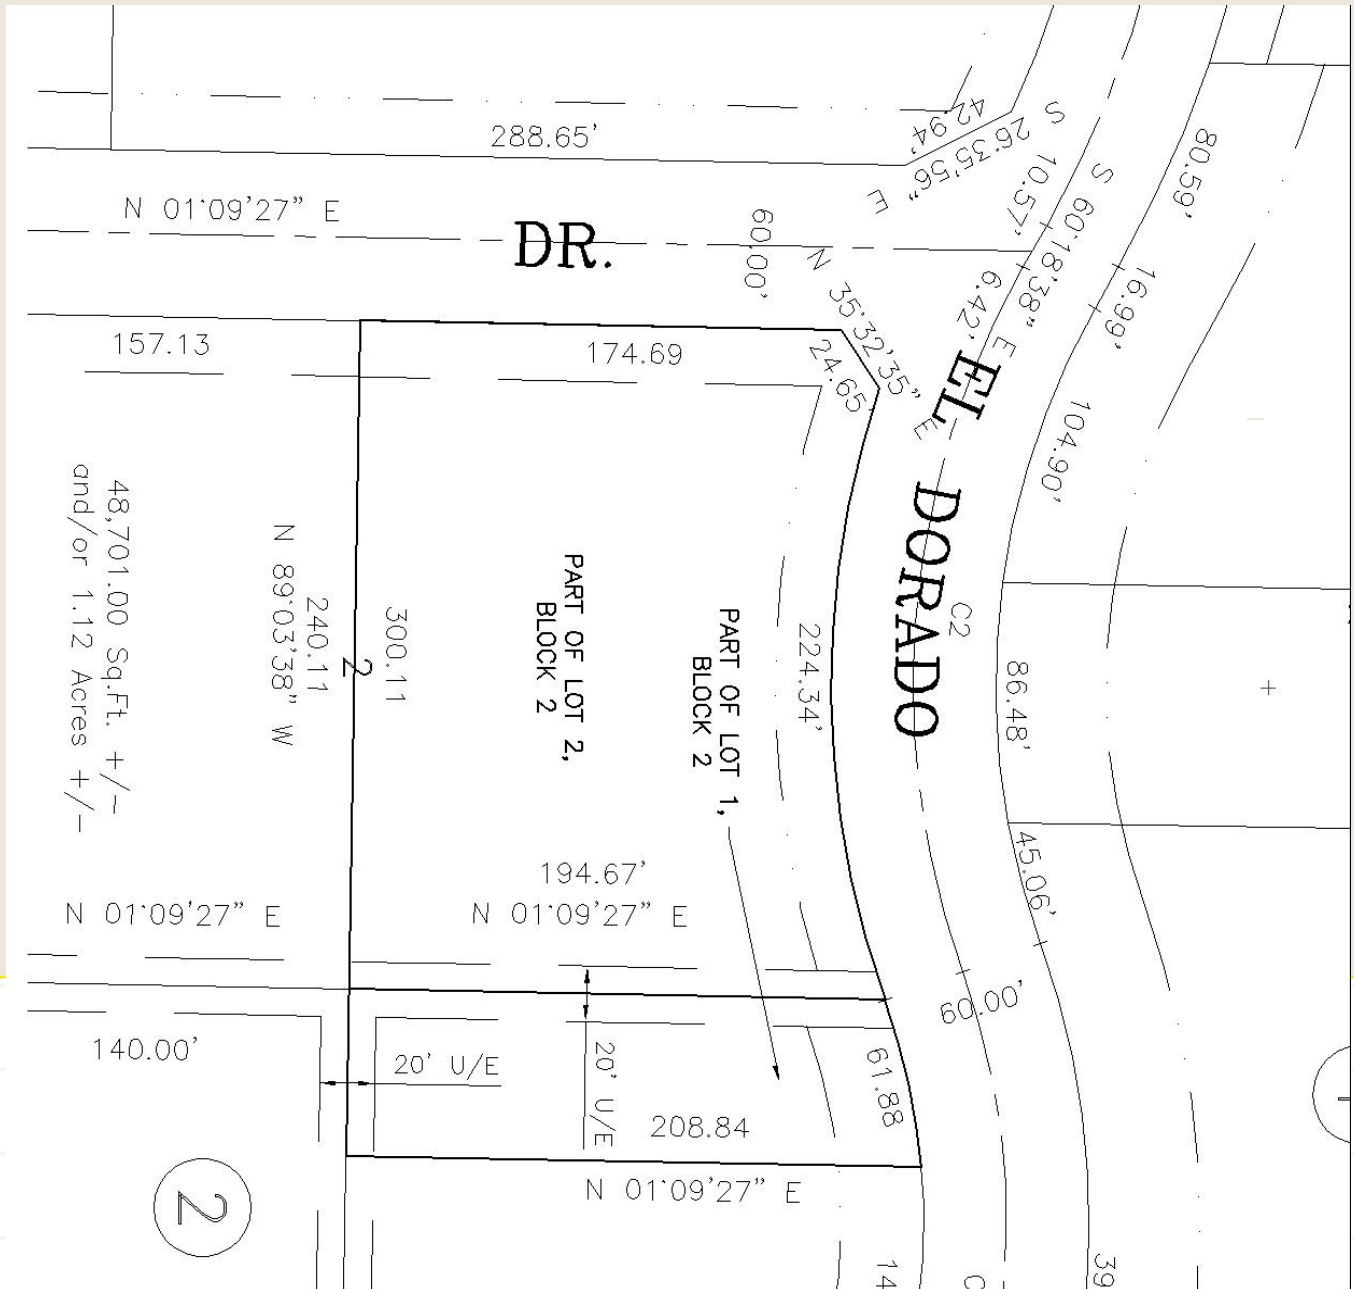 288.65'
42.94'
S 26°35'56" E
N 01°09'27" E
DR.
60.00'
10.57'
S 60°18'38" E
80.59'
N 35°32'35" E
6.42'
16.99'
157.13
174.69
24.65
EL DORADO
104.90'
48,701.00 Sq.Ft. +/-
and/or 1.12 Acres +/-
N 89°03'38" W
240.11
2
300.11
PART OF LOT 2,
BLOCK 2
PART OF LOT 1,
BLOCK 2
224.34'
C2
86.48'
45.06'
194.67'
N 01°09'27" E
N 01°09'27" E
60.00'
140.00'
20' U/E
20' U/E
61.88
208.84
N 01°09'27" E
2
14
C
39